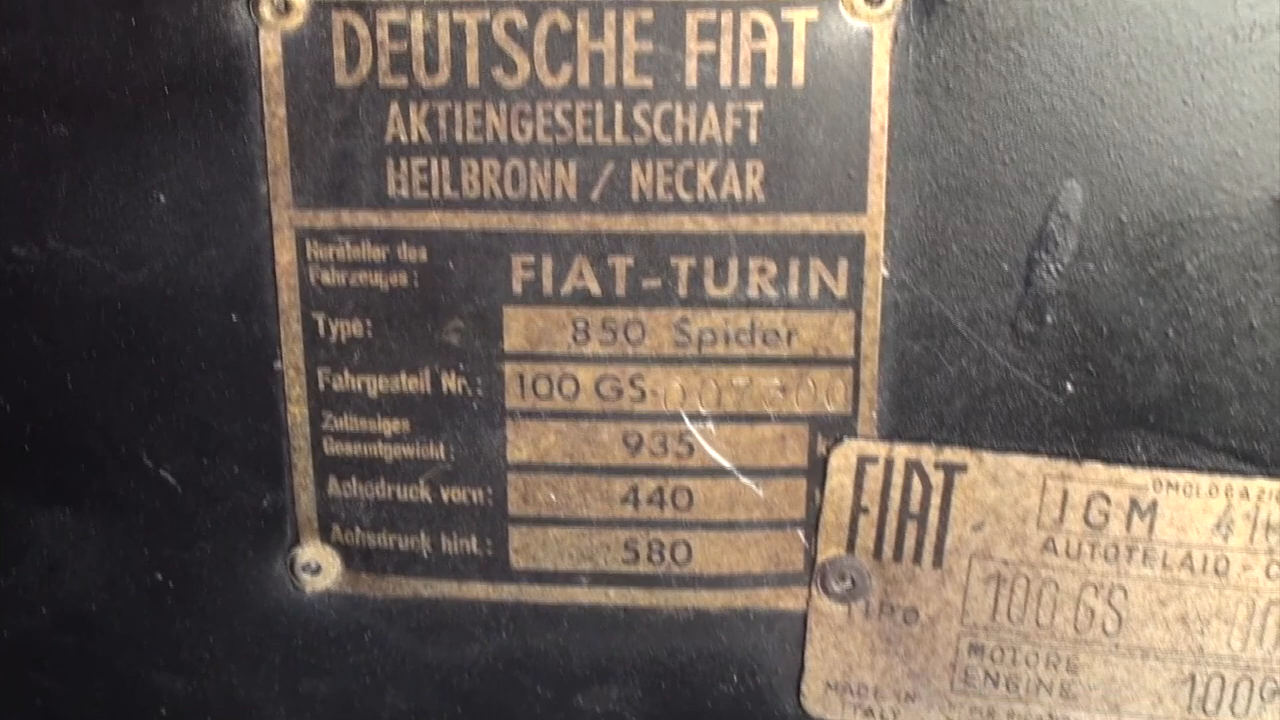 DEUTSCHE FIAT
AKTIENGESELLSCHAFT
HEILBRONN / NECKAR
Hersteller des
Fahrzeuges:
FIAT-TURIN
Type: 850 Spider
Fahrgestell Nr.: 100 GS-
Zulässiges
Gesamtgewicht: 935
Achsdruck vorn: 440
Achsdruck hint.: 580
FIAT
IGM
AUTOTELAIO - C
TIPO 100 GS
MOTORE
ENGINE
MADE IN
ITALY